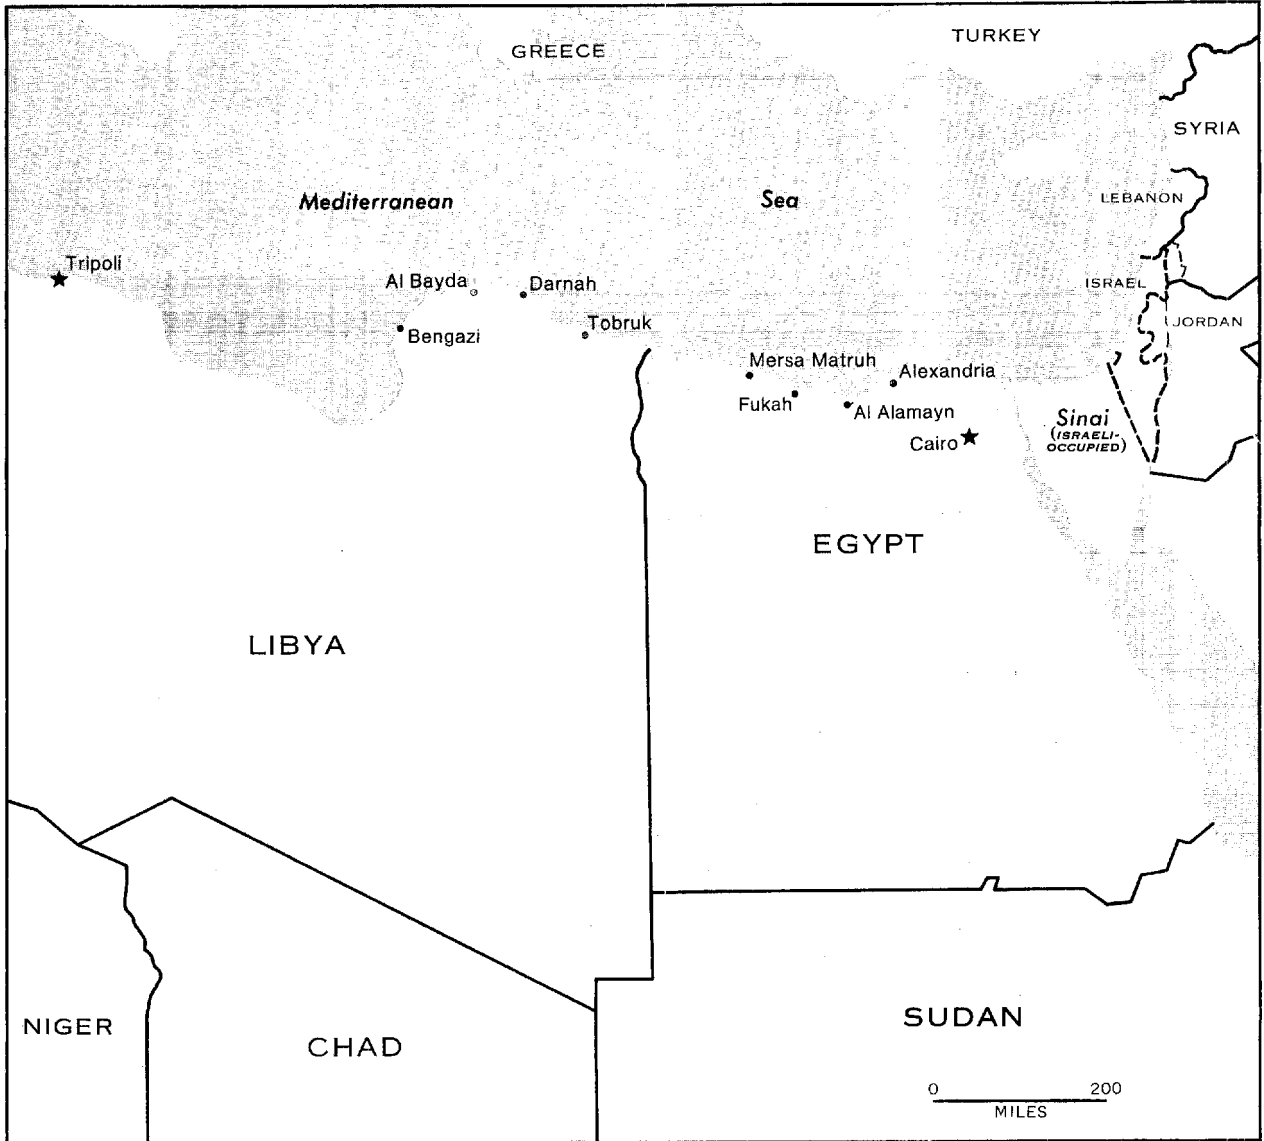 GREECE
TURKEY
SYRIA
Mediterranean
Sea
LEBANON
Tripoli
Al Bayda
Darnah
ISRAEL
Bengazi
Tobruk
JORDAN
Mersa Matruh
Alexandria
Fukah
Al Alamayn
Sinai
(ISRAELI-
OCCUPIED)
Cairo
EGYPT
LIBYA
NIGER
CHAD
SUDAN
0 200
MILES